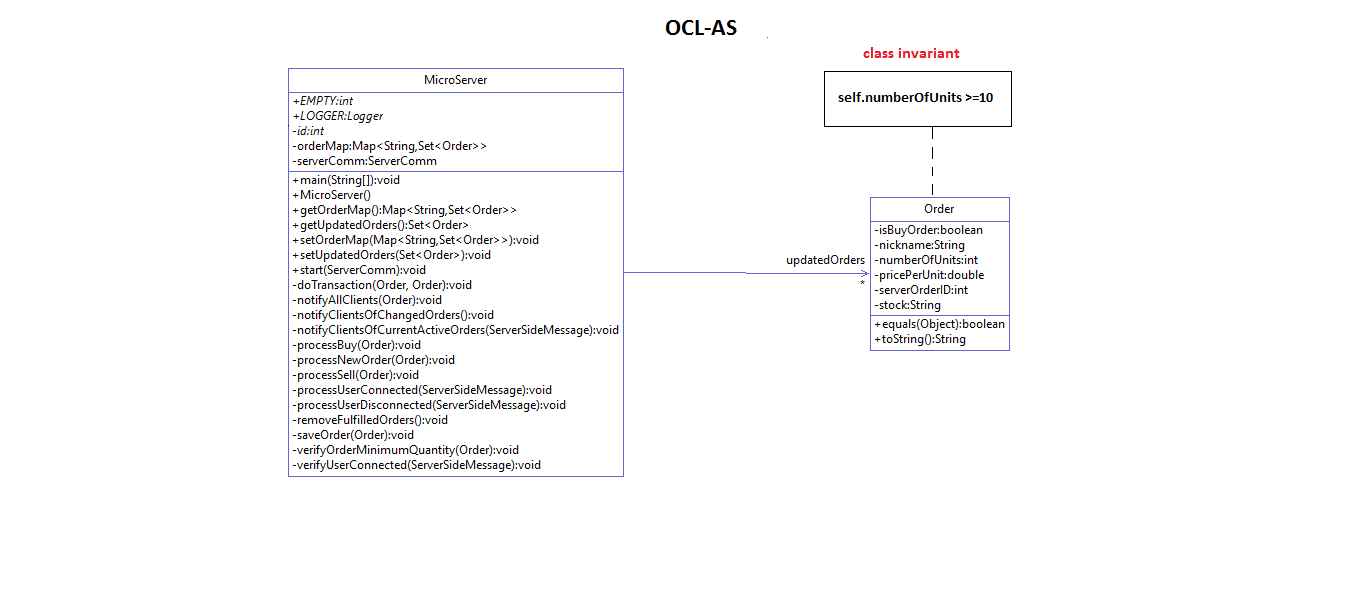 OCL-AS
class invariant
self.numberOfUnits >=10
MicroServer
+EMPTY:int
+LOGGER:Logger
-id:int
-orderMap:Map<String,Set<Order>>
-serverComm:ServerComm
+main(String[]):void
+MicroServer()
+getOrderMap():Map<String,Set<Order>>
+getUpdatedOrders():Set<Order>
+setOrderMap(Map<String,Set<Order>>):void
+setUpdatedOrders(Set<Order>):void
+start(ServerComm):void
-doTransaction(Order, Order):void
-notifyAllClients(Order):void
-notifyClientsOfChangedOrders():void
-notifyClientsOfCurrentActiveOrders(ServerSideMessage):void
-processBuy(Order):void
-processNewOrder(Order):void
-processSell(Order):void
-processUserConnected(ServerSideMessage):void
-processUserDisconnected(ServerSideMessage):void
-removeFulfilledOrders():void
-saveOrder(Order):void
-verifyOrderMinimumQuantity(Order):void
-verifyUserConnected(ServerSideMessage):void
updatedOrders
*
Order
-isBuyOrder:boolean
-nickname:String
-numberOfUnits:int
-pricePerUnit:double
-serverOrderID:int
-stock:String
+equals(Object):boolean
+toString():String